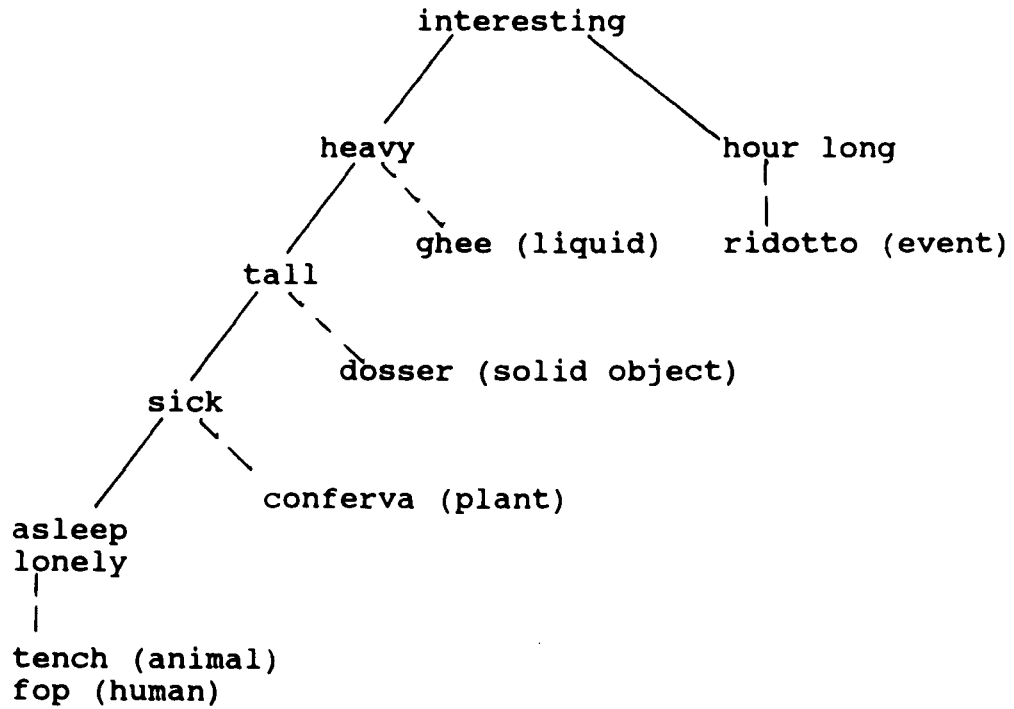 interesting
heavy
hour long
ghee (liquid)
ridotto (event)
tall
dosser (solid object)
sick
conferva (plant)
asleep
lonely
tench (animal)
fop (human)